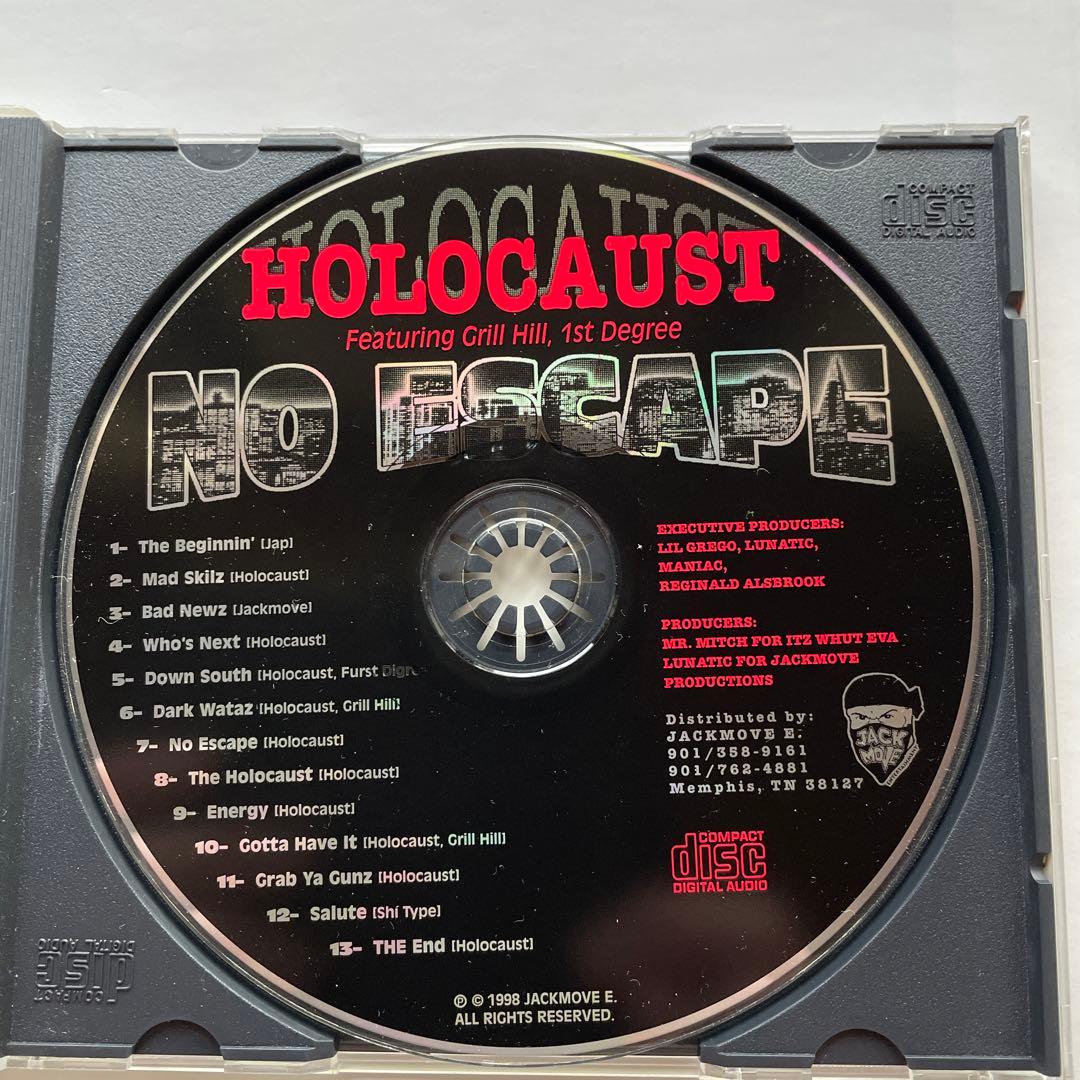 HOLOCAUST
HOLOCAUST
Featuring Grill Hill, 1st Degree
NO ESCAPE
1- The Beginnin' [Jap]
2- Mad Skilz [Holocaust]
3- Bad Newz [Jackmove]
4- Who's Next [Holocaust]
5- Down South [Holocaust, Furst
6- Dark Wataz [Holocaust, Grill Hill]
7- No Escape [Holocaust]
8- The Holocaust [Holocaust]
9- Energy [Holocaust]
10- Gotta Have It [Holocaust, Grill Hill]
11- Grab Ya Gunz [Holocaust]
12- Salute [Shí Type]
13- THE End [Holocaust]
EXECUTIVE PRODUCERS:
LIL GREGO, LUNATIC,
MANIAC,
REGINALD ALSBROOK
PRODUCERS:
MR. MITCH FOR ITZ WHUT EVA
LUNATIC FOR JACKMOVE
PRODUCTIONS
Distributed by:
JACKMOVE E.
901/358-9161
901/762-4881
Memphis, TN 38127
JACK
MOVE
COMPACT
disc
DIGITAL AUDIO
℗ © 1998 JACKMOVE E.
ALL RIGHTS RESERVED.
COMPACT
disc
DIGITAL AUDIO
COMPACT
disc
DIGITAL AUDIO